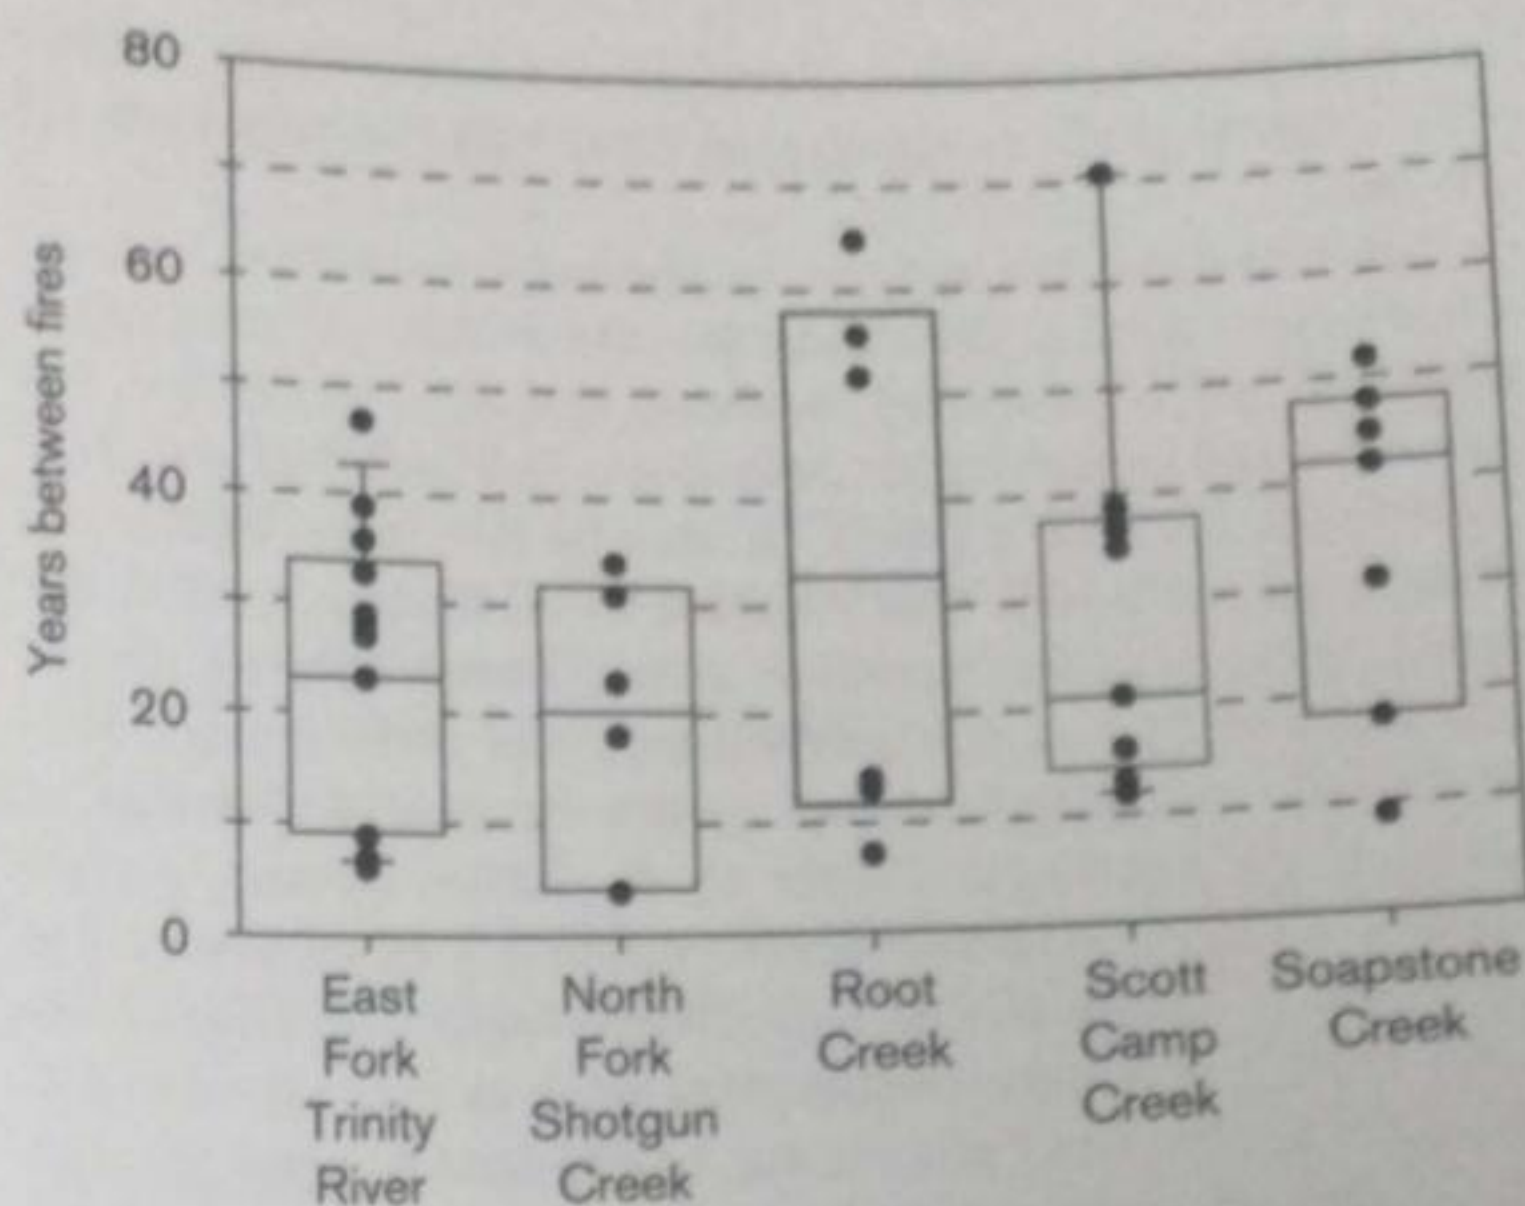 Years between fires
80
60
40
20
0
East
Fork
Trinity
River
North
Fork
Shotgun
Creek
Root
Creek
Scott
Camp
Creek
Soapstone
Creek